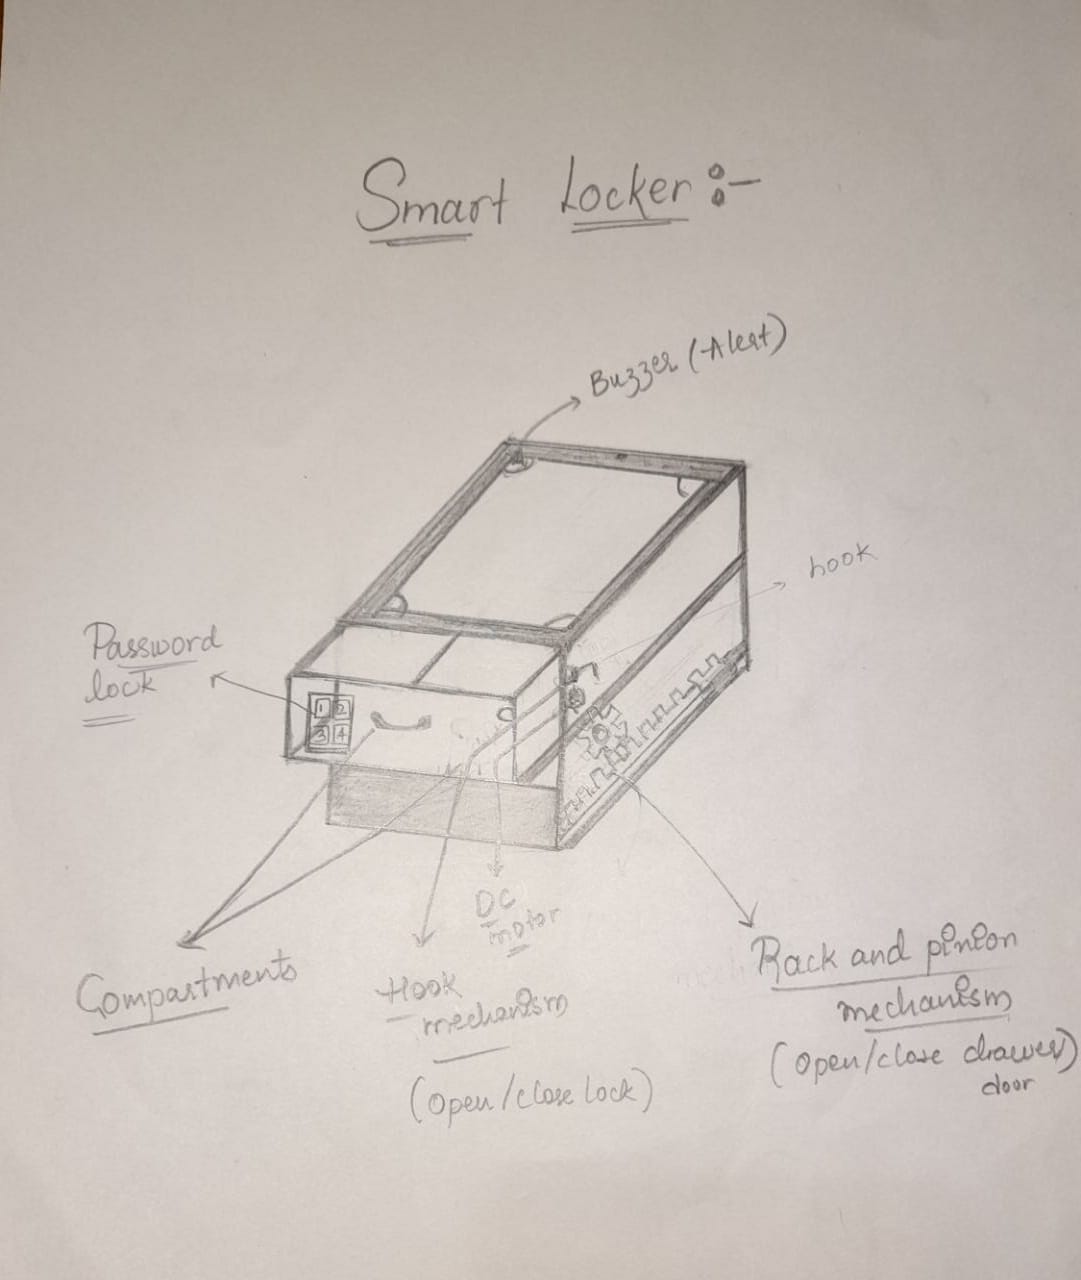 Smart Locker :-
Buzzer (Alert)
hook
Password
lock
1 2
3 4
DC
motor
Compartments
Hook
mechanism
(Open/close lock)
Rack and pinion
mechanism
(Open/close drawer)
door